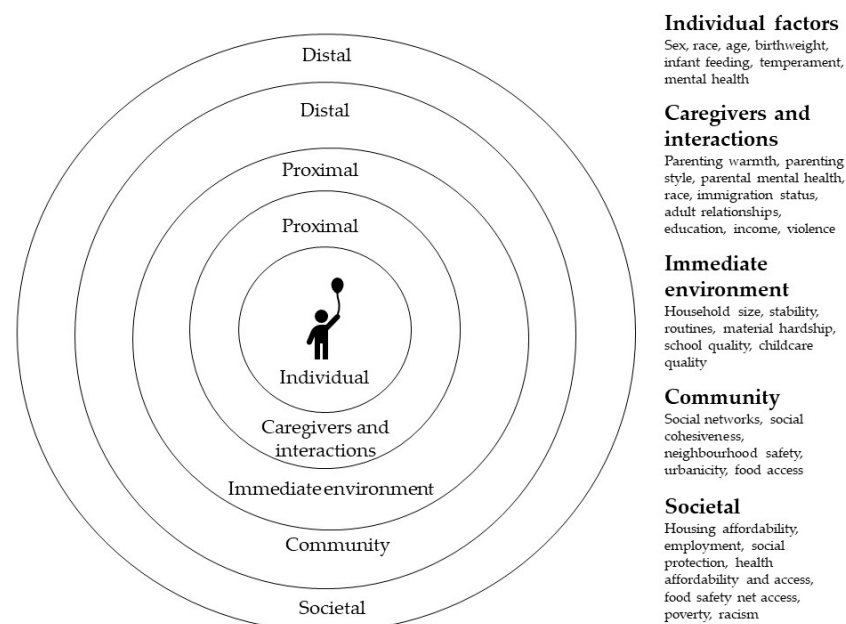 Distal
Distal
Proximal
Proximal
Individual
Caregivers and
interactions
Immediate environment
Community
Societal
Individual factors
Sex, race, age, birthweight,
infant feeding, temperament,
mental health
Caregivers and
interactions
Parenting warmth, parenting
style, parental mental health,
race, immigration status,
adult relationships,
education, income, violence
Immediate
environment
Household size, stability,
routines, material hardship,
school quality, childcare
quality
Community
Social networks, social
cohesiveness,
neighbourhood safety,
urbanicity, food access
Societal
Housing affordability,
employment, social
protection, health
affordability and access,
food safety net access,
poverty, racism